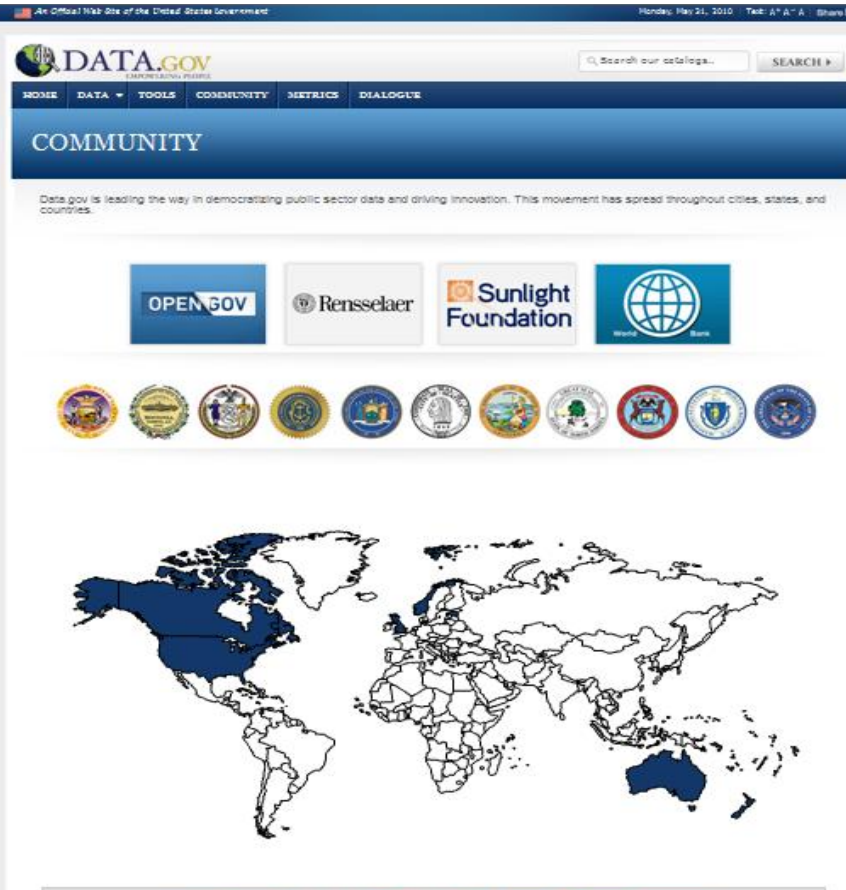 An Official Web Site of the United States Government
Monday, May 31, 2010 Text: A+ A- A Share
DATA.GOV
EMPOWERING PEOPLE
Search our catalogs...
SEARCH
HOME DATA TOOLS COMMUNITY METRICS DIALOGUE
COMMUNITY
Data.gov is leading the way in democratizing public sector data and driving innovation. This movement has spread throughout cities, states, and
countries.
OPEN GOV
Rensselaer
Sunlight
Foundation
World Bank